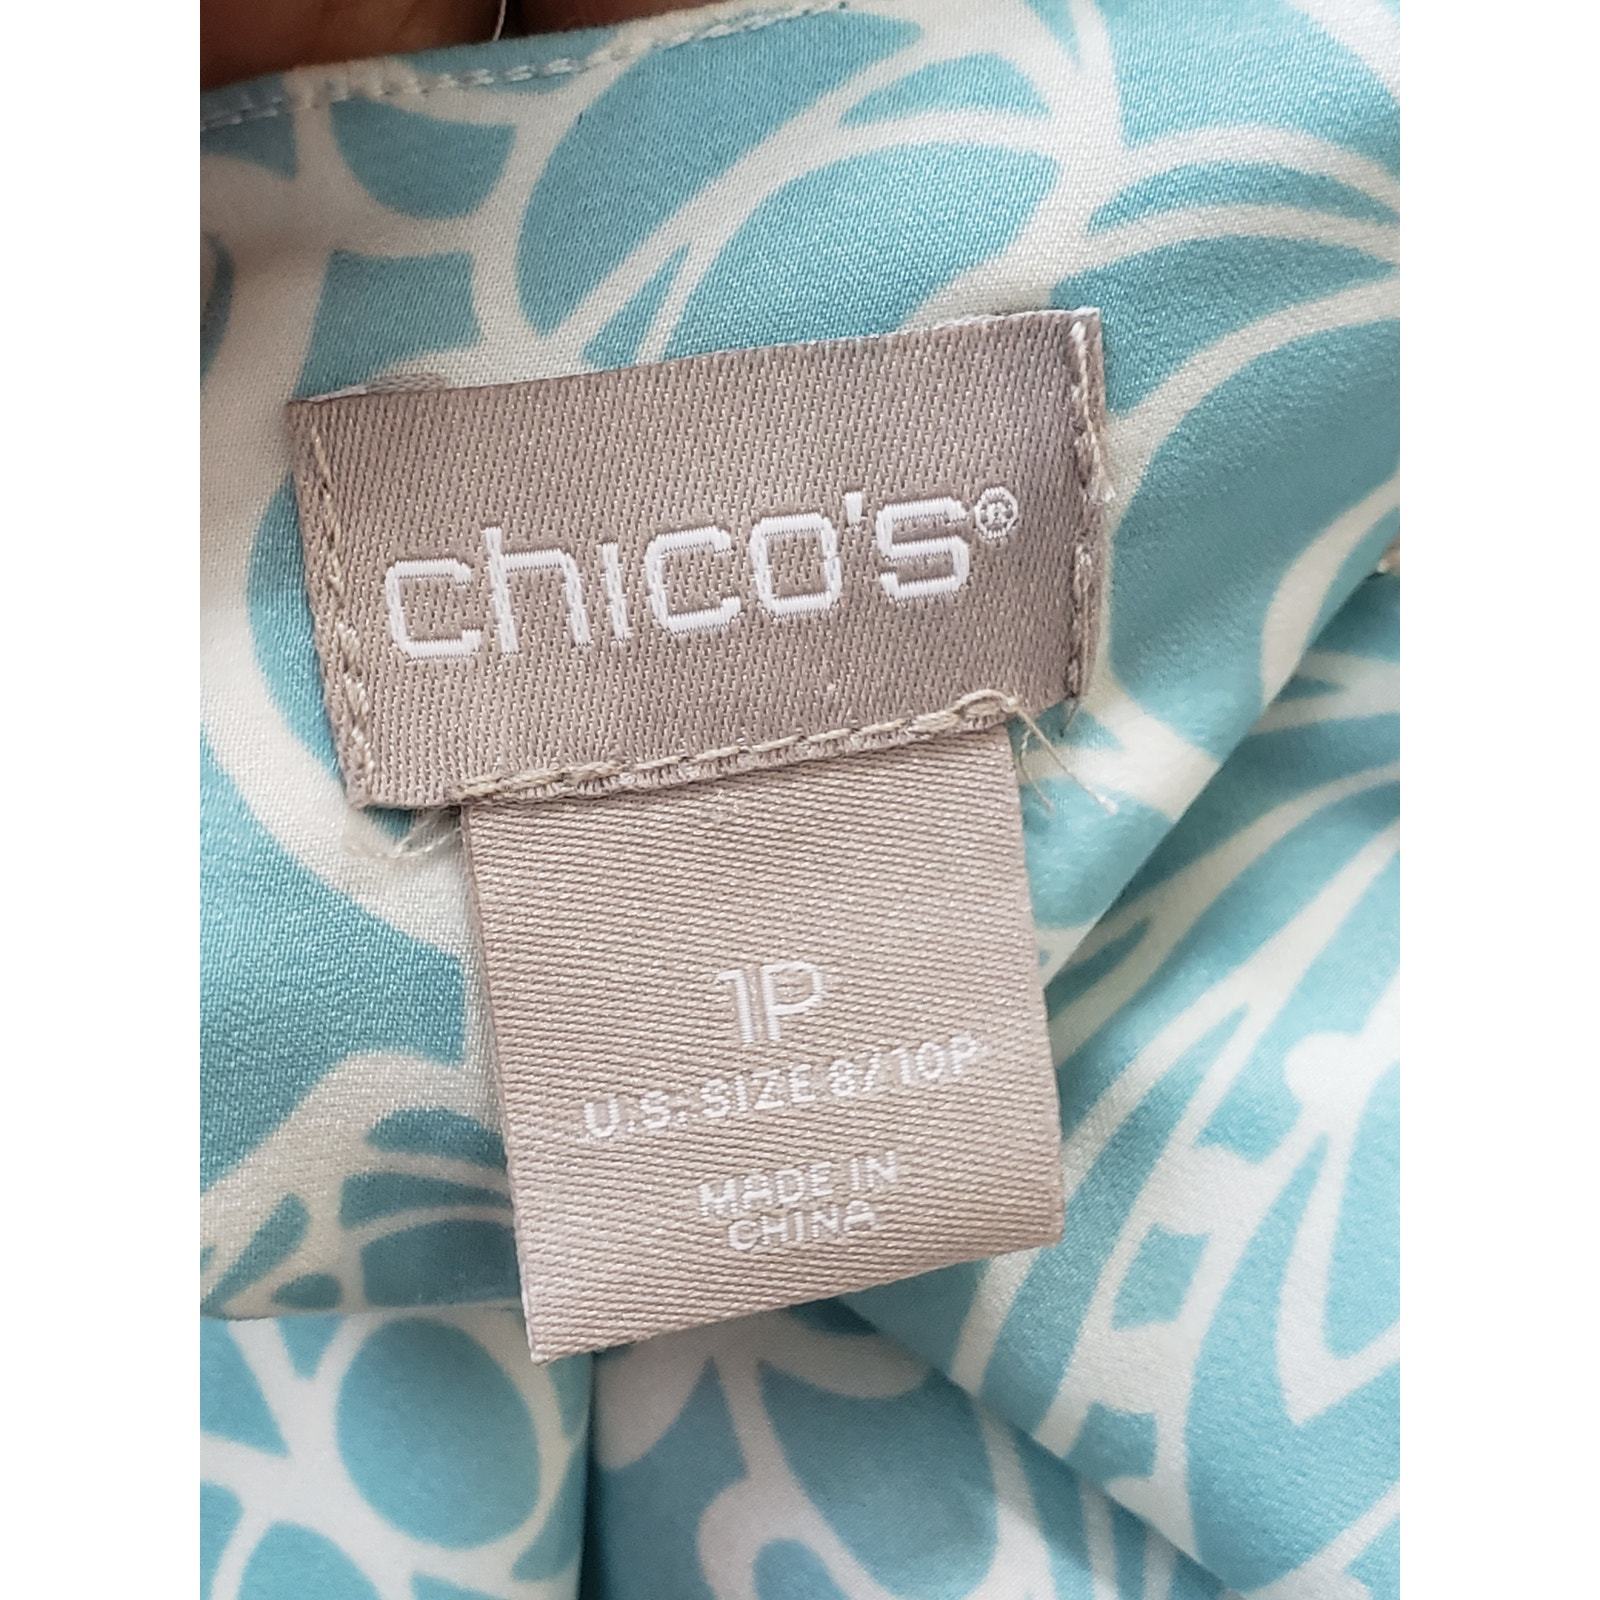 chico's®
1P
U.S. SIZE 8/10P
MADE IN
CHINA